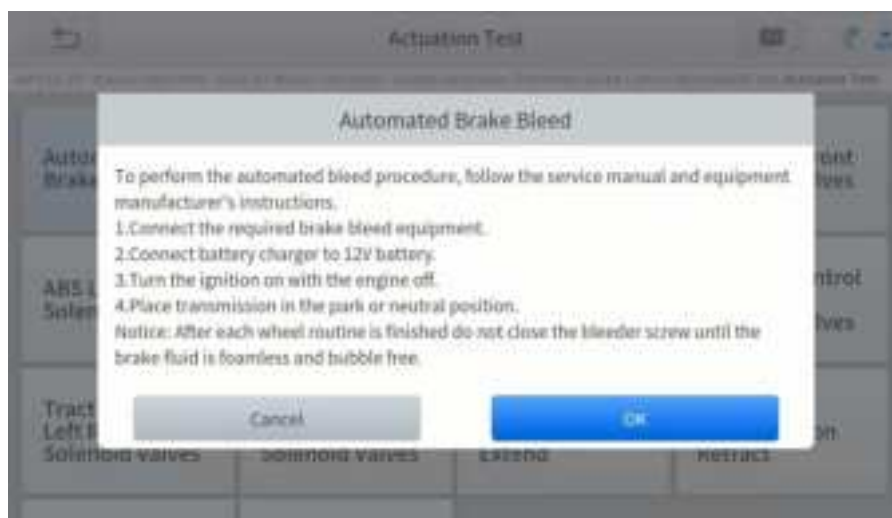 Actuation Test
Actuation Test
Automated Brake Bleed
To perform the automated bleed procedure, follow the service manual and equipment
manufacturer's instructions.
1.Connect the required brake bleed equipment.
2.Connect battery charger to 12V battery.
3.Turn the ignition on with the engine off.
4.Place transmission in the park or neutral position.
Notice: After each wheel routine is finished do not close the bleeder screw until the
brake fluid is foamless and bubble free.
Cancel
OK
ABS L
Tract
Left
Solenoid Valves
Solenoid Valves
Extend
Retract